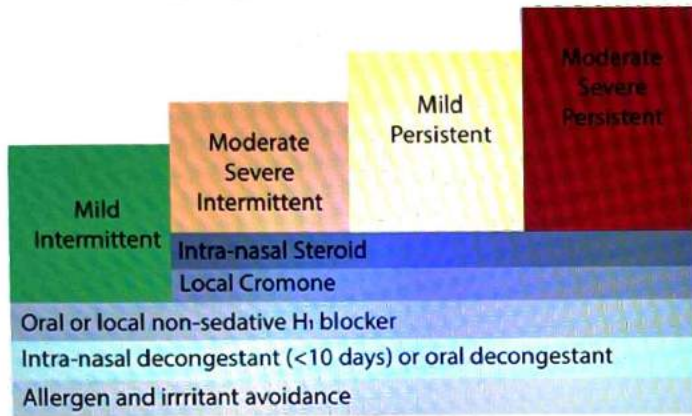 Mild
Intermittent
Moderate
Severe
Intermittent
Mild
Persistent
Moderate
Severe
Persistent
Intra-nasal Steroid
Local Cromone
Oral or local non-sedative H₁ blocker
Intra-nasal decongestant (<10 days) or oral decongestant
Allergen and irrritant avoidance